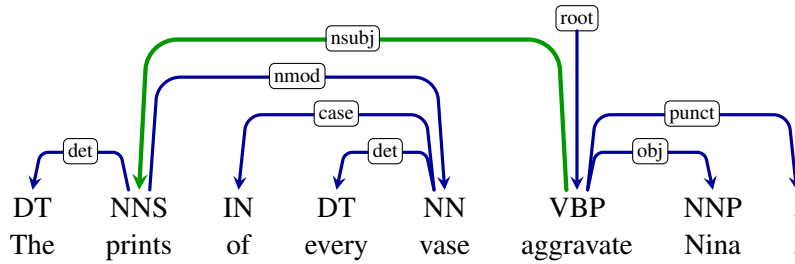 root
nsubj
nmod
case punct
det det obj
DT NNS IN DT NN VBP NNP .
The prints of every vase aggravate Nina .